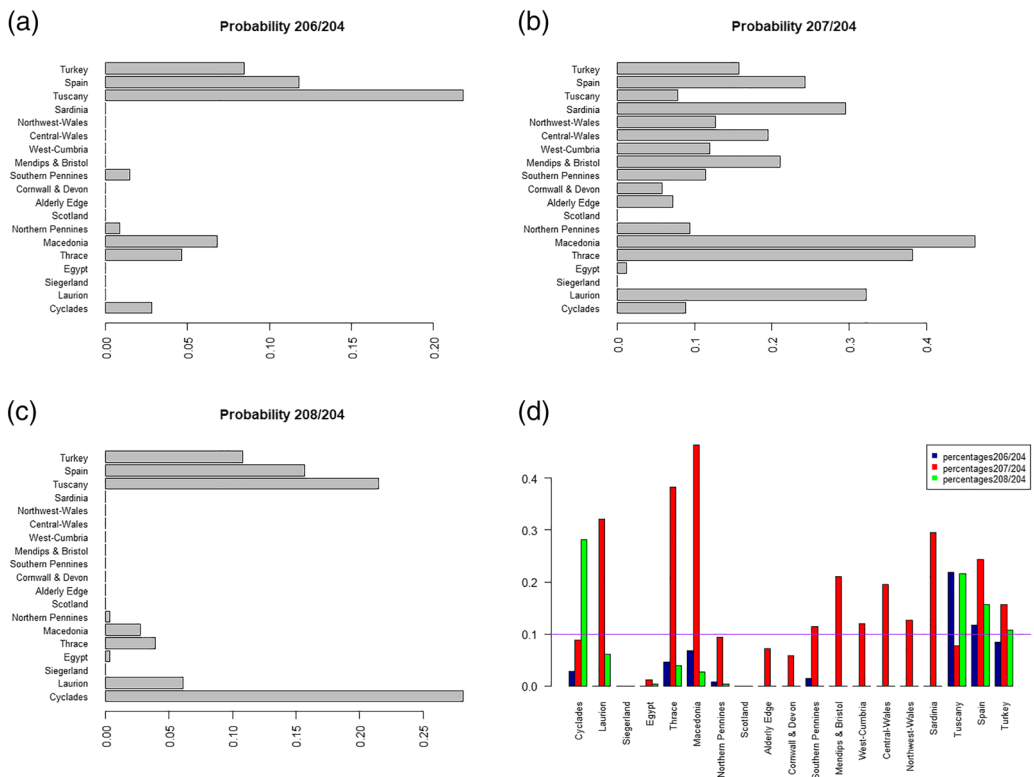 (a)
Probability 206/204
Turkey
Spain
Tuscany
Sardinia
Northwest-Wales
Central-Wales
West-Cumbria
Mendips & Bristol
Southern Pennines
Cornwall & Devon
Alderly Edge
Scotland
Northern Pennines
Macedonia
Thrace
Egypt
Siegerland
Laurion
Cyclades
0.00
0.05
0.10
0.15
0.20
(b)
Probability 207/204
Turkey
Spain
Tuscany
Sardinia
Northwest-Wales
Central-Wales
West-Cumbria
Mendips & Bristol
Southern Pennines
Cornwall & Devon
Alderly Edge
Scotland
Northern Pennines
Macedonia
Thrace
Egypt
Siegerland
Laurion
Cyclades
0.0
0.1
0.2
0.3
0.4
(c)
Probability 208/204
Turkey
Spain
Tuscany
Sardinia
Northwest-Wales
Central-Wales
West-Cumbria
Mendips & Bristol
Southern Pennines
Cornwall & Devon
Alderly Edge
Scotland
Northern Pennines
Macedonia
Thrace
Egypt
Siegerland
Laurion
Cyclades
0.00
0.05
0.10
0.15
0.20
0.25
(d)
percentages206/204
percentages207/204
percentages208/204
0.4
0.3
0.2
0.1
0.0
Cyclades
Laurion
Siegerland
Egypt
Thrace
Macedonia
Northern Pennines
Scotland
Alderly Edge
Cornwall & Devon
Southern Pennines
Mendips & Bristol
West-Cumbria
Central-Wales
Northwest-Wales
Sardinia
Tuscany
Spain
Turkey